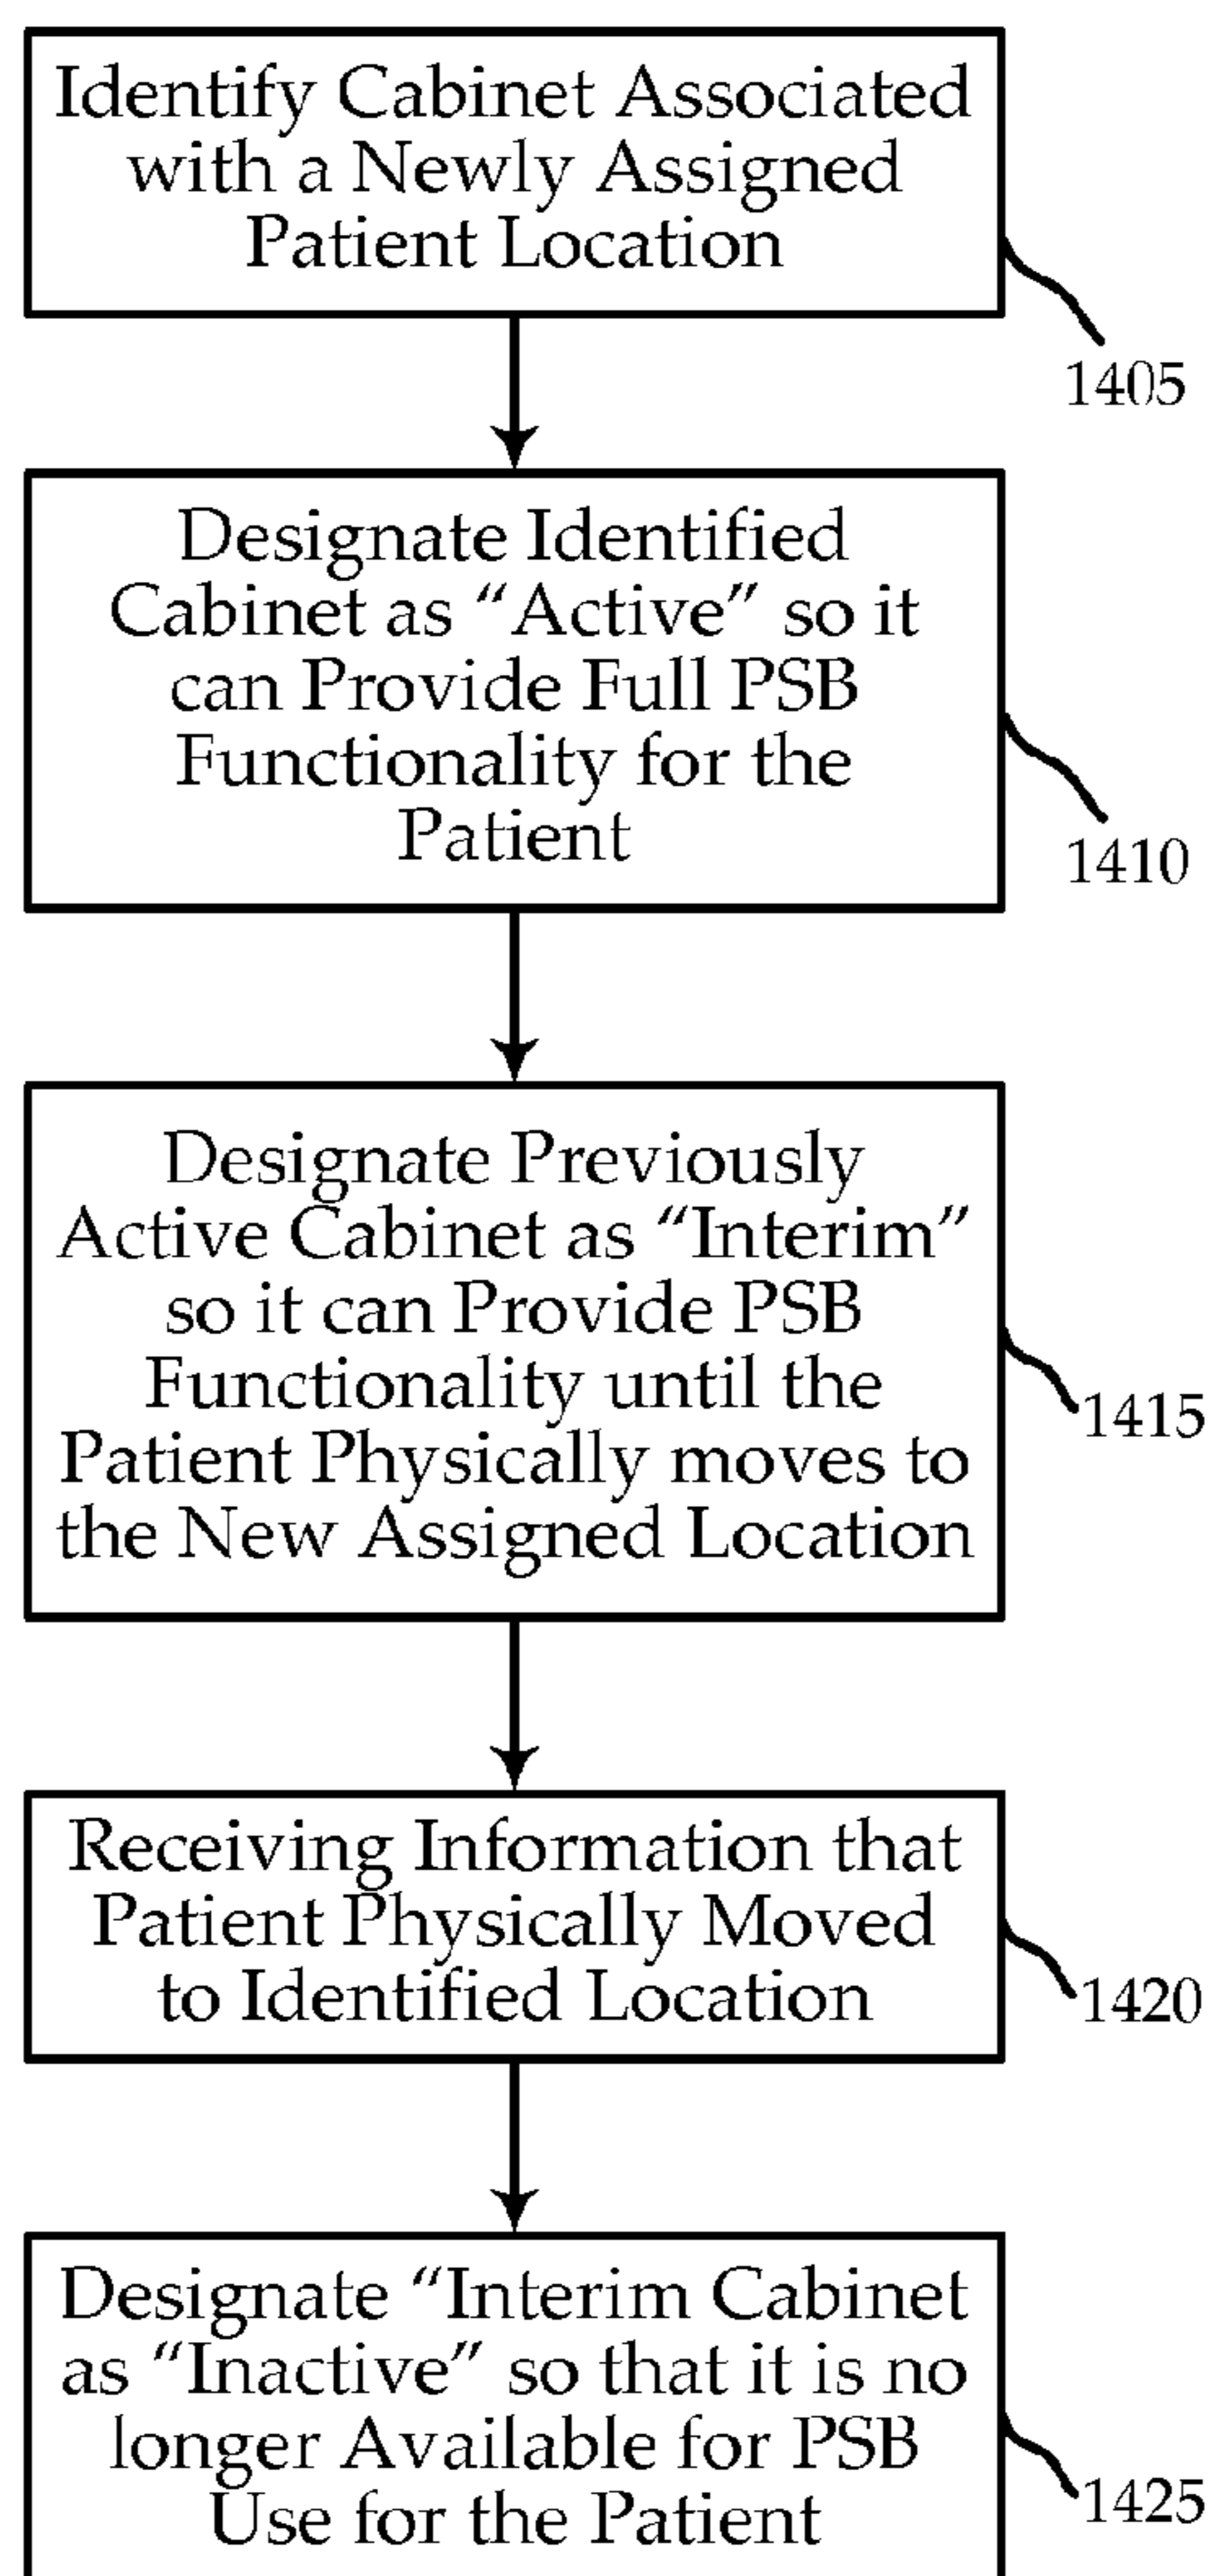 Identify Cabinet Associated
with a Newly Assigned
Patient Location
1405
Designate Identified
Cabinet as “Active” so it
can Provide Full PSB
Functionality for the
Patient
1410
Designate Previously
Active Cabinet as “Interim”
so it can Provide PSB
Functionality until the
Patient Physically moves to
the New Assigned Location
1415
Receiving Information that
Patient Physically Moved
to Identified Location
1420
Designate “Interim Cabinet
as “Inactive” so that it is no
longer Available for PSB
Use for the Patient
1425